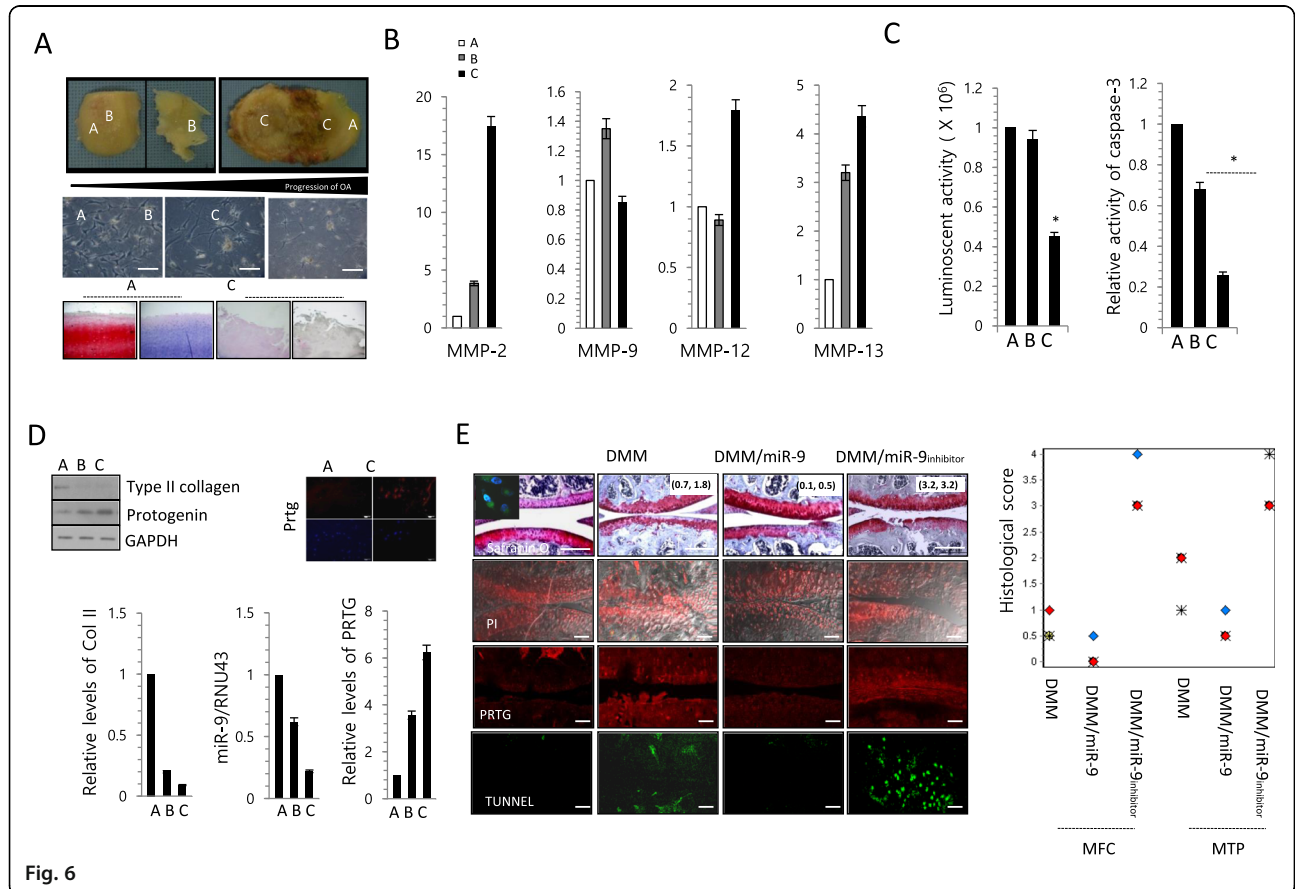 A
B
A
C
B
A
B
C
C
A
Progression of OA
A
B
C
A
C
B
A
B
C
20
15
10
5
0
MMP-2
1.6
1.4
1.2
1
0.8
0.6
0.4
0.2
0
MMP-9
2
1.5
1
0.5
0
MMP-12
5
4
3
2
1
0
MMP-13
C
Luminoscent activity ( X 10⁶)
1.2
1
0.8
0.6
0.4
0.2
0
*
A B C
Relative activity of caspase-3
1.2
1
0.8
0.6
0.4
0.2
0
*
A B C
D
A B C
Type II collagen
Protogenin
GAPDH
A C
Prtg
Relative levels of Col II
1.5
1
0.5
0
A B C
miR-9/RNU43
1.5
1
0.5
0
A B C
Relative levels of PRTG
8
6
4
2
0
A B C
E
DMM DMM/miR-9 DMM/miR-9inhibitor
(0.7, 1.8) (0.1, 0.5) (3.2, 3.2)
Safranin O
PI
PRTG
TUNNEL
Histological score
4
3.5
3
2.5
2
1.5
1
0.5
0
DMM
DMM/miR-9
DMM/miR-9inhibitor
DMM
DMM/miR-9
DMM/miR-9inhibitor
MFC MTP
Fig. 6